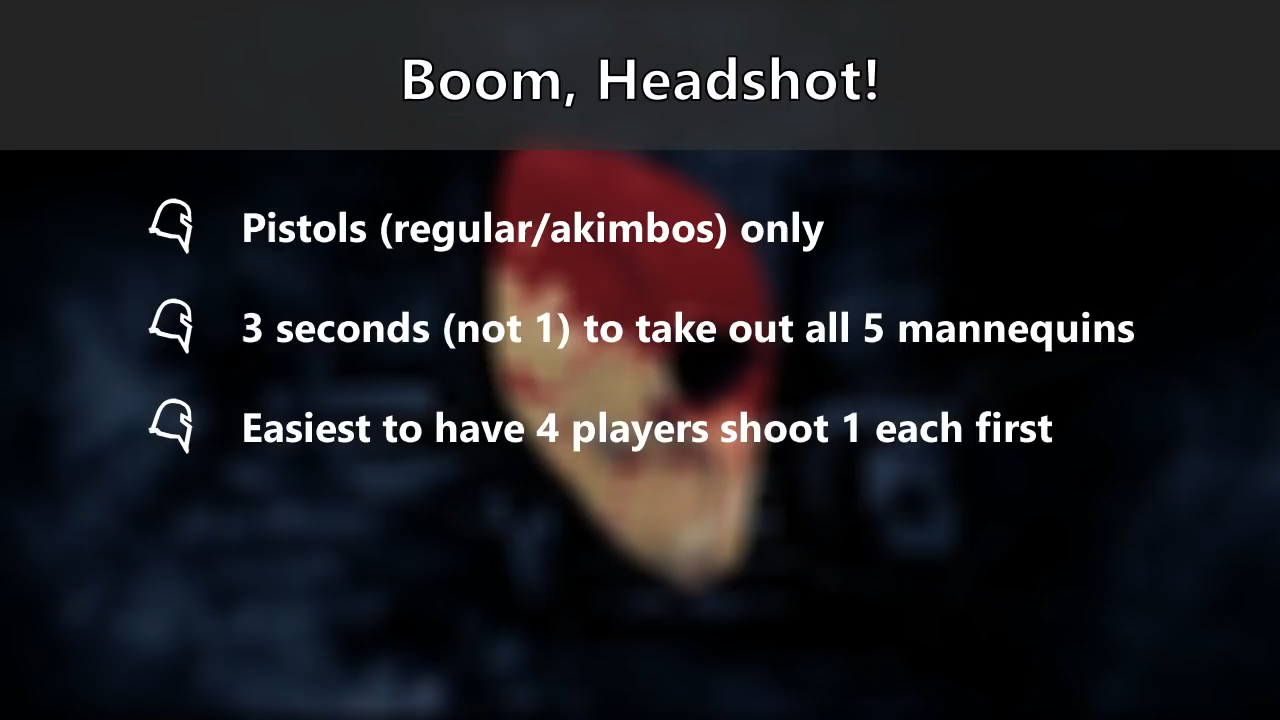 Boom, Headshot!
Pistols (regular/akimbos) only
3 seconds (not 1) to take out all 5 mannequins
Easiest to have 4 players shoot 1 each first